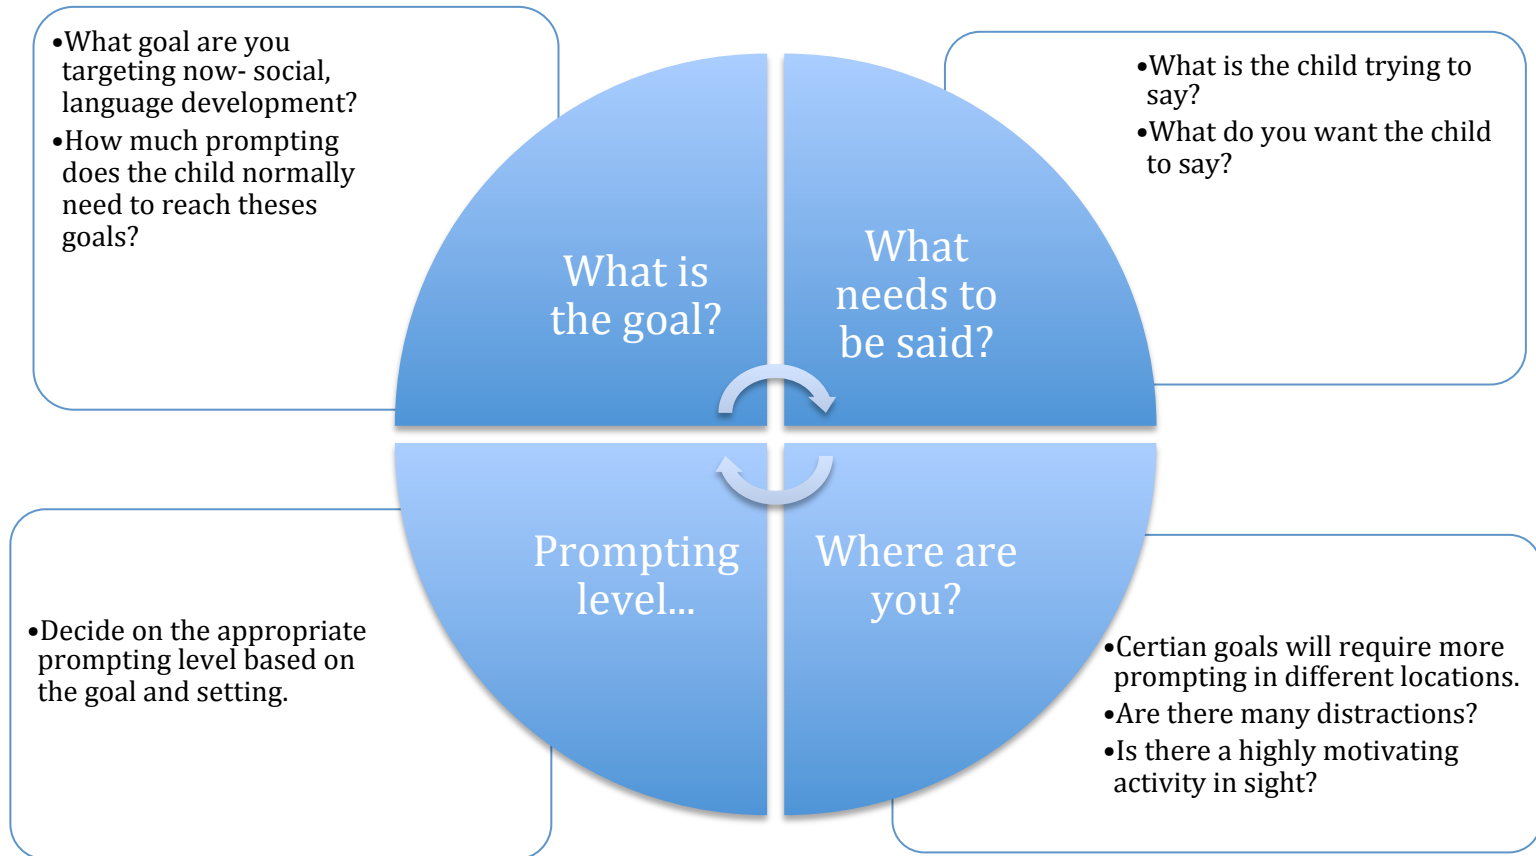 •What goal are you
targeting now- social,
language development?
•How much prompting
does the child normally
need to reach theses
goals?
What is
the goal?
What
needs to
be said?
•What is the child trying to
say?
•What do you want the child
to say?
Prompting
level...
•Decide on the appropriate
prompting level based on
the goal and setting.
Where are
you?
•Certian goals will require more
prompting in different locations.
•Are there many distractions?
•Is there a highly motivating
activity in sight?